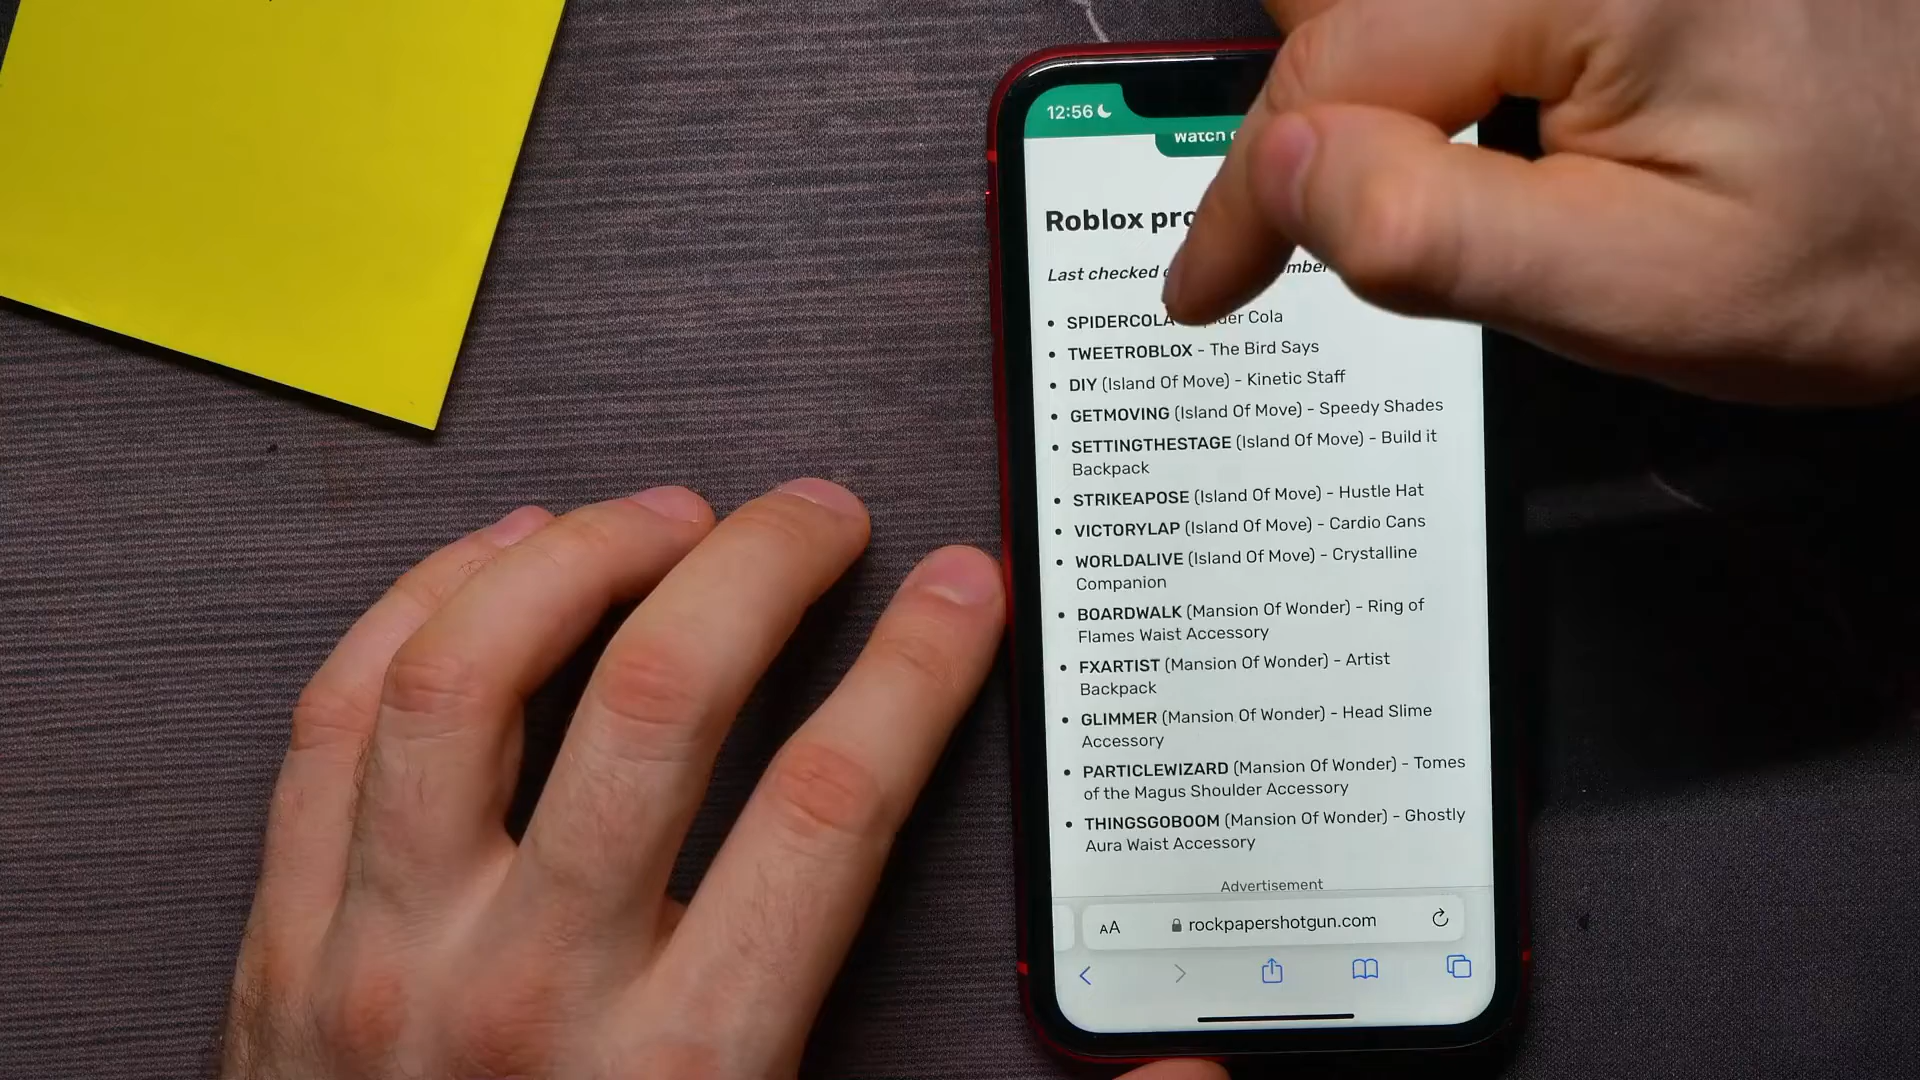 12:56
Watch
Roblox
Last checked
SPIDERCOLA Cola
TWEETROBLOX - The Bird Says
DIY (Island Of Move) - Kinetic Staff
GETMOVING (Island Of Move) - Speedy Shades
SETTINGTHESTAGE (Island Of Move) - Build it
Backpack
STRIKEAPOSE (Island Of Move) - Hustle Hat
VICTORYLAP (Island Of Move) - Cardio Cans
WORLDALIVE (Island Of Move) - Crystalline
Companion
BOARDWALK (Mansion Of Wonder) - Ring of
Flames Waist Accessory
FXARTIST (Mansion Of Wonder) - Artist
Backpack
GLIMMER (Mansion Of Wonder) - Head Slime
Accessory
PARTICLEWIZARD (Mansion Of Wonder) - Tomes
of the Magus Shoulder Accessory
THINGSGOBOOM (Mansion Of Wonder) - Ghostly
Aura Waist Accessory
Advertisement
AA rockpapershotgun.com